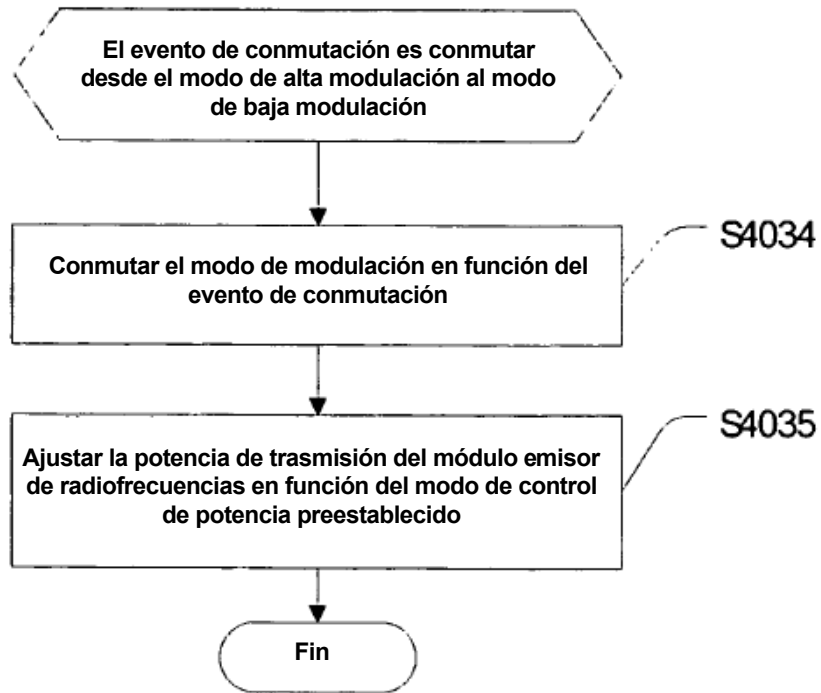 El evento de conmutación es conmutar
desde el modo de alta modulación al modo
de baja modulación
S4034
Conmutar el modo de modulación en función del
evento de conmutación
S4035
Ajustar la potencia de trasmisión del módulo emisor
de radiofrecuencias en función del modo de control
de potencia preestablecido
Fin